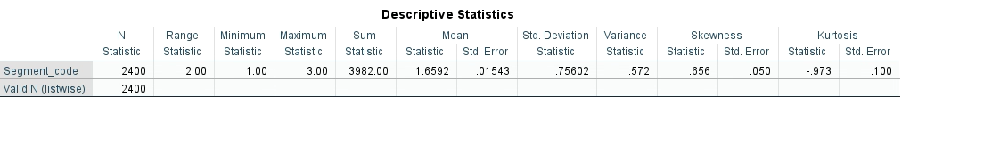 Descriptive Statistics
N Range Minimum Maximum Sum Mean Std. Deviation Variance Skewness Kurtosis
Statistic Statistic Statistic Statistic Statistic Statistic Std. Error Statistic Statistic Statistic Std. Error Statistic Std. Error
Segment_code 2400 2.00 1.00 3.00 3982.00 1.6592 .01543 .75602 .572 .656 .050 -.973 .100
Valid N (listwise) 2400